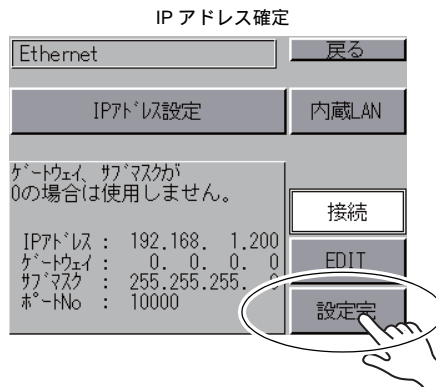 IP アドレス確定
Ethernet
戻る
IPｱﾄﾞﾚｽ設定
内蔵LAN
ｹﾞｰﾄｳｪｲ、ｻﾌﾞﾏｽｸが
0の場合は使用しません。
接続
IPｱﾄﾞﾚｽ : 192.168. 1.200
ｹﾞｰﾄｳｪｲ : 0. 0. 0. 0
ｻﾌﾞﾏｽｸ : 255.255.255. 0
ﾎﾟｰﾄNo : 10000
EDIT
設定完